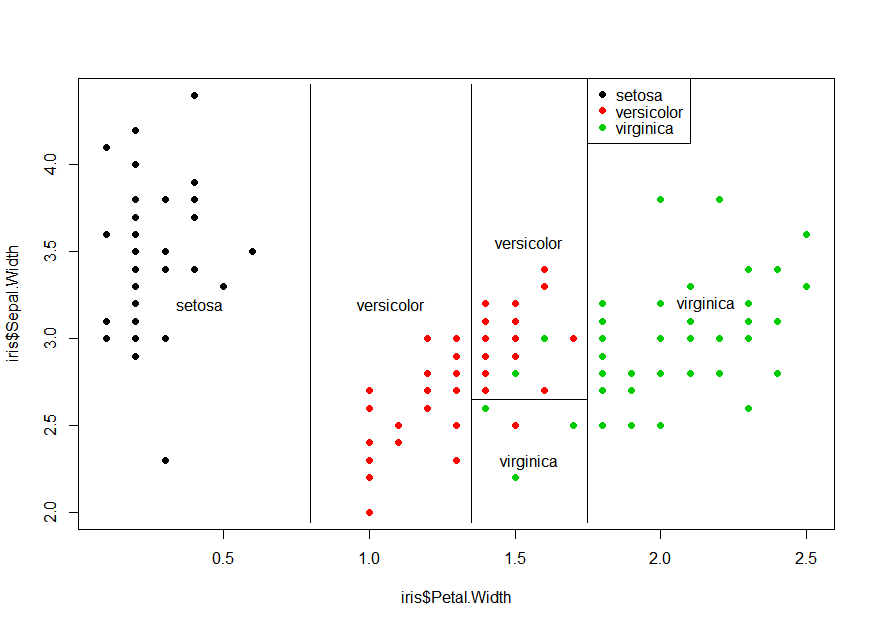 setosa
versicolor
virginica
4.0
3.5
3.0
2.5
2.0
iris$Sepal.Width
versicolor
setosa
versicolor
virginica
virginica
0.5
1.0
1.5
2.0
2.5
iris$Petal.Width